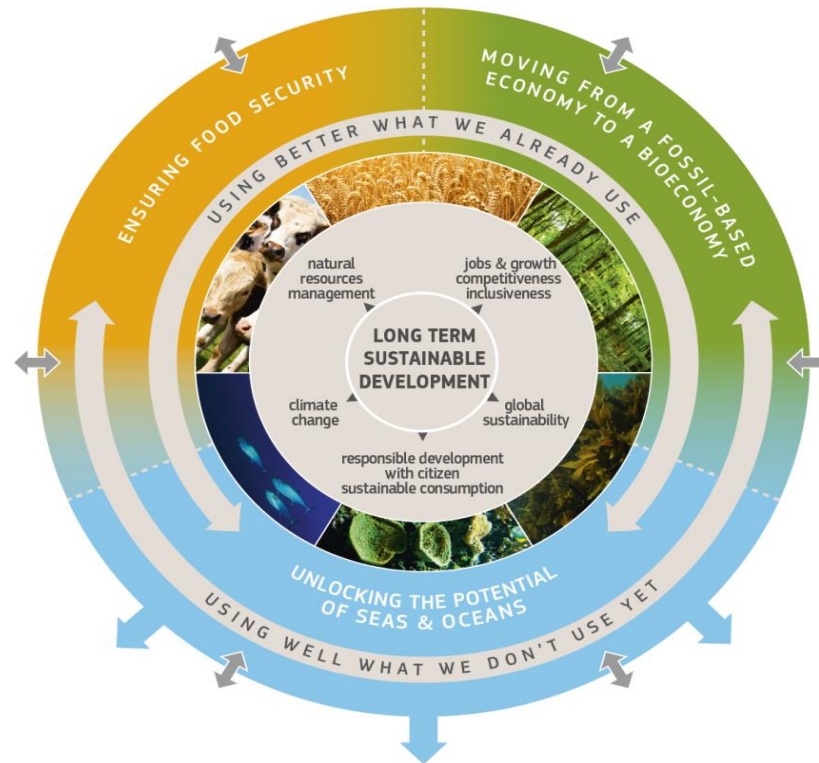 ENSURING FOOD SECURITY
MOVING FROM A FOSSIL-BASED
ECONOMY TO A BIOECONOMY
USING BETTER WHAT WE ALREADY USE
natural
resources
management
jobs & growth
competitiveness
inclusiveness
LONG TERM
SUSTAINABLE
DEVELOPMENT
climate
change
global
sustainability
responsible development
with citizen
sustainable consumption
UNLOCKING THE POTENTIAL
OF SEAS & OCEANS
USING WELL WHAT WE DON'T USE YET